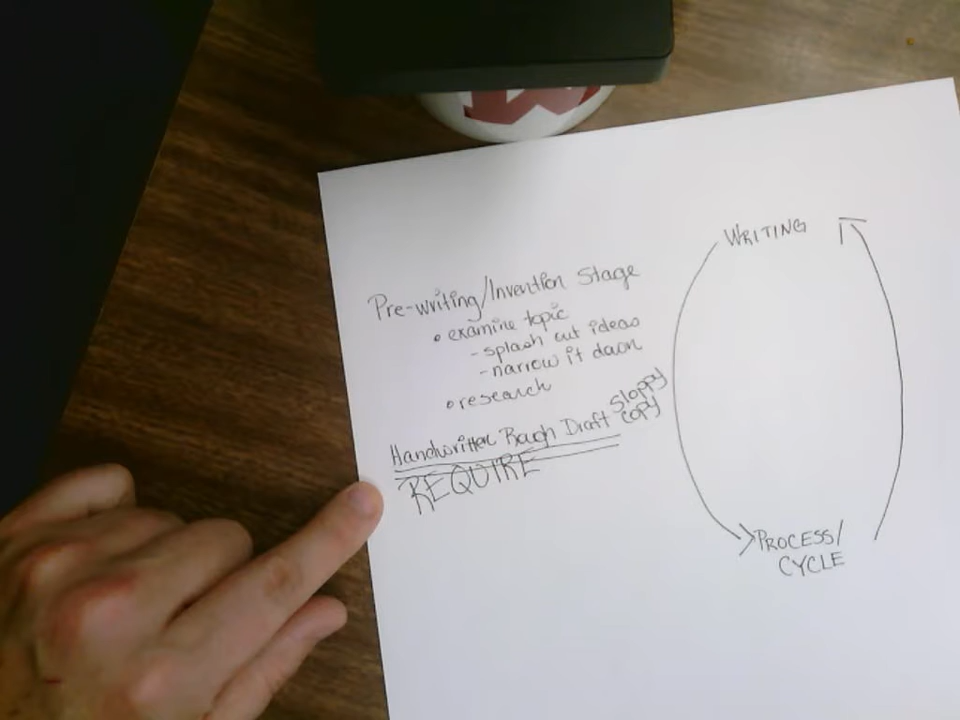 WRITING
Pre-writing/Invention Stage
• examine topic
- splash out ideas
- narrow it down
• research
Handwritten Rough Draft Sloppy
copy
REQUIRE
PROCESS/
CYCLE